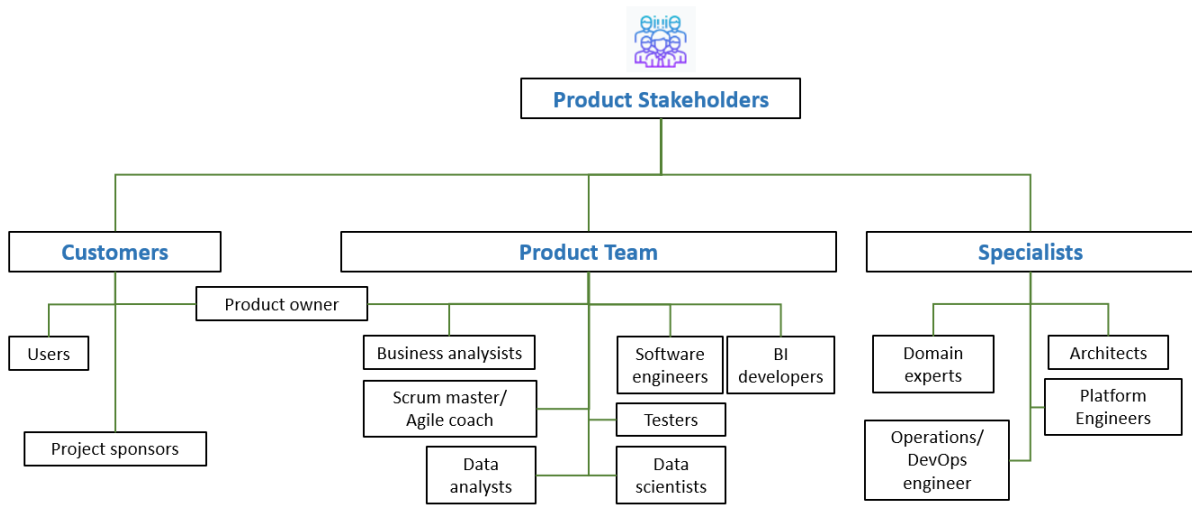 Product Stakeholders
Customers
Product Team
Specialists
Product owner
Users
Project sponsors
Business analysists
Software
engineers
BI
developers
Scrum master/
Agile coach
Testers
Data
analysts
Data
scientists
Domain
experts
Architects
Platform
Engineers
Operations/
DevOps
engineer